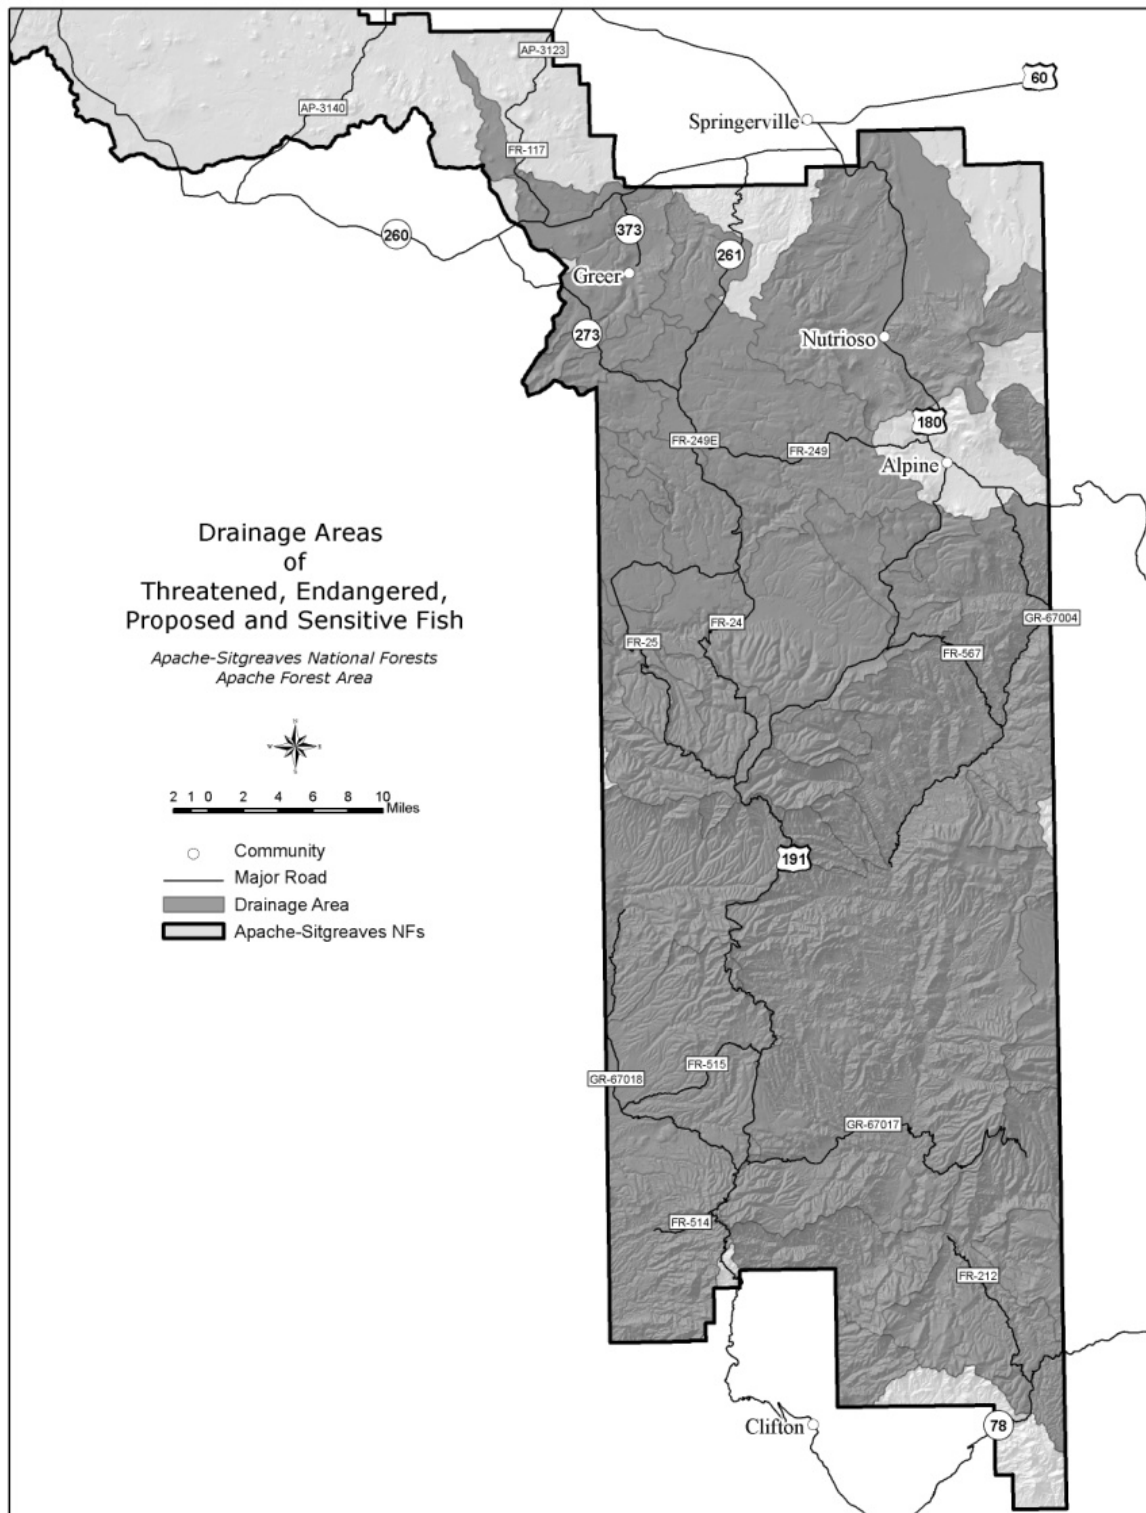 AP-3123
60
AP-3140
Springerville
FR-117
373
260
261
Greer
273
Nutrioso
180
FR-249E
FR-249
Alpine
Drainage Areas
of
Threatened, Endangered,
Proposed and Sensitive Fish
Apache-Sitgreaves National Forests
Apache Forest Area
N
W E
S
GR-67004
FR-24
FR-25
FR-567
2 1 0 2 4 6 8 10
Miles
Community
Major Road
Drainage Area
Apache-Sitgreaves NFs
191
FR-515
GR-67018
GR-67017
FR-514
FR-212
Clifton
78